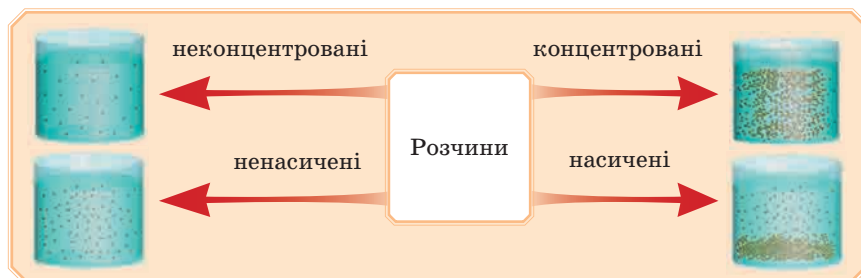 неконцентровані
концентровані
Розчини
ненасичені
насичені